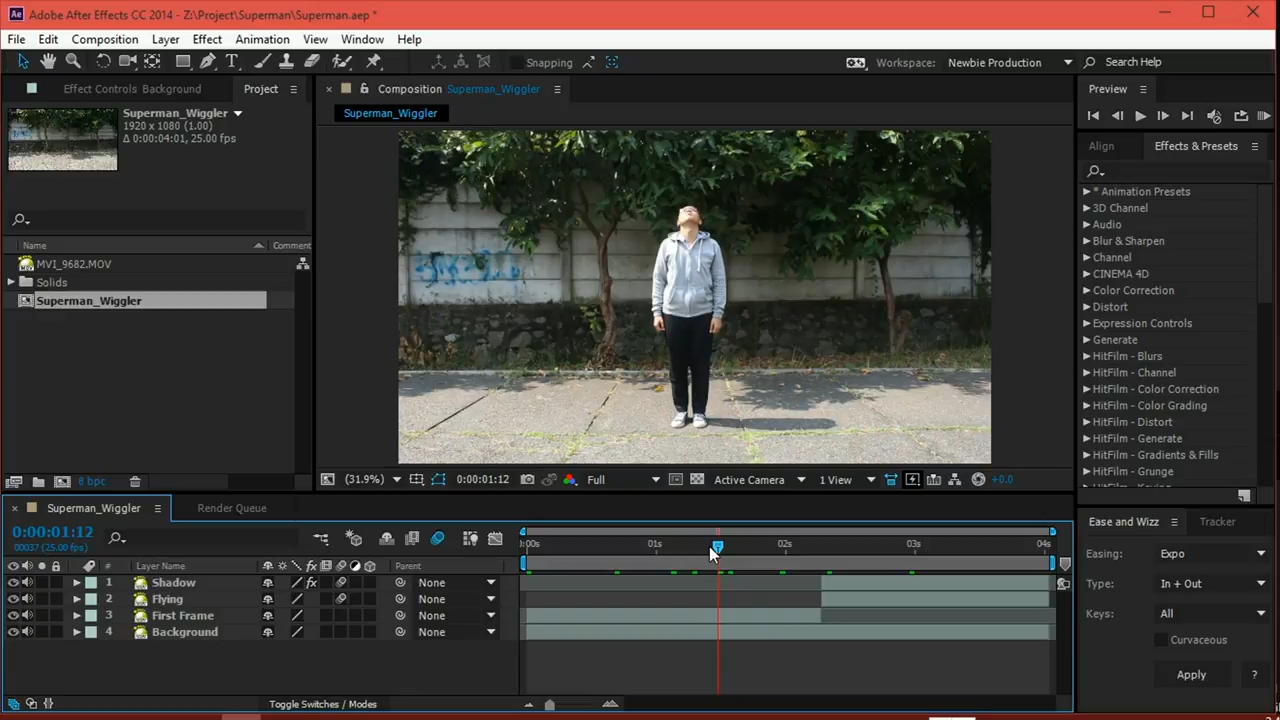 Adobe After Effects CC 2014 - Z:\Project\Superman\Superman.aep *
File Edit Composition Layer Effect Animation View Window Help
Snapping
Workspace: Newbie Production
Search Help
Effect Controls Background
Project
Composition Superman_Wiggler
Preview
Superman_Wiggler
1920 x 1080 (1.00)
Δ 0:00:04:01, 25.00 fps
Superman_Wiggler
Align
Effects & Presets
* Animation Presets
3D Channel
Audio
Blur & Sharpen
Channel
CINEMA 4D
Color Correction
Distort
Expression Controls
Generate
HitFilm - Blurs
HitFilm - Channel
HitFilm - Color Correction
HitFilm - Color Grading
HitFilm - Distort
HitFilm - Generate
HitFilm - Gradients & Fills
HitFilm - Grunge
HitFilm - Keying
Name
Comment
MVI_9682.MOV
Solids
Superman_Wiggler
8 bpc
(31.9%)
0:00:01:12
Full
Active Camera
1 View
+0.0
Superman_Wiggler
Render Queue
0:00:01:12
00037 (25.00 fps)
:00s 01s 02s 03s 04s
# Layer Name
Parent
1 Shadow
fx
None
2 Flying
None
3 First Frame
None
4 Background
None
Toggle Switches / Modes
Ease and Wizz
Tracker
Easing: Expo
Type: In + Out
Keys: All
Curvaceous
Apply
?